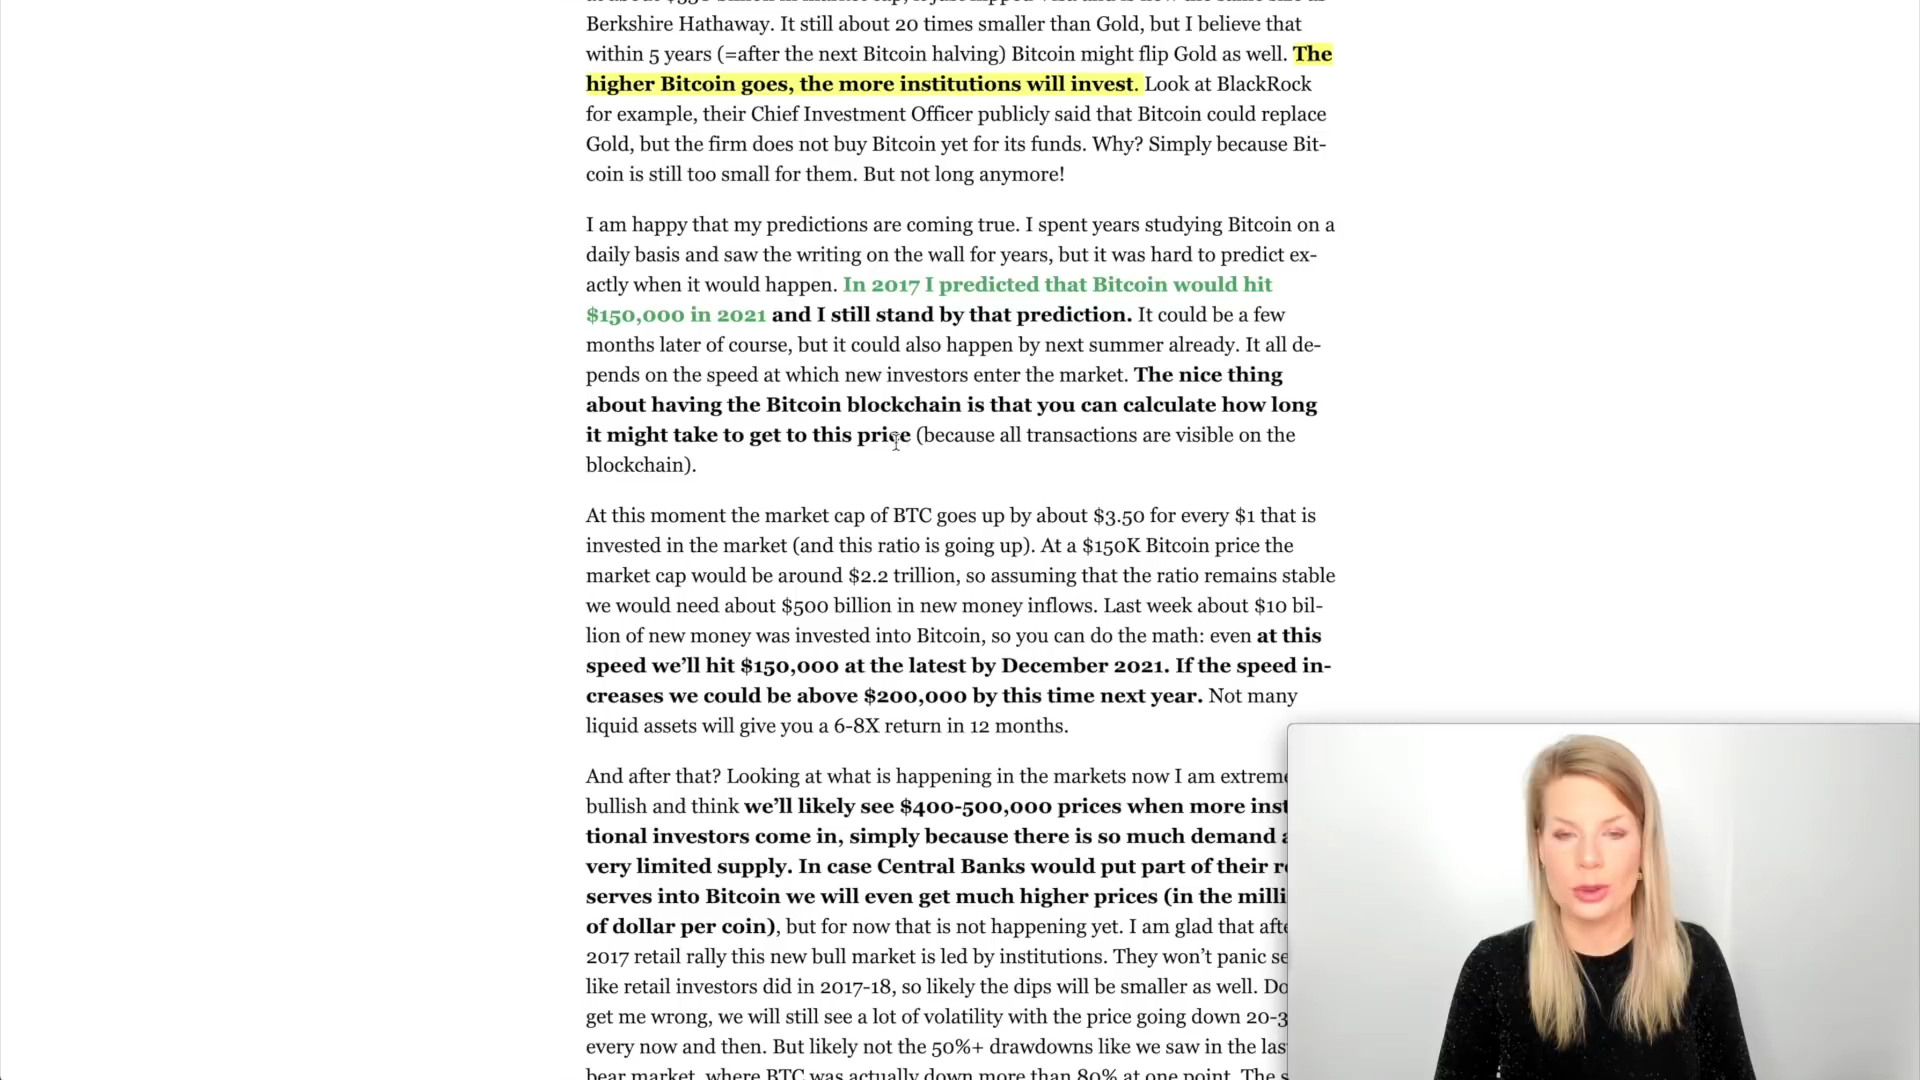 Berkshire Hathaway. It still about 20 times smaller than Gold, but I believe that
within 5 years (=after the next Bitcoin halving) Bitcoin might flip Gold as well. The
higher Bitcoin goes, the more institutions will invest. Look at BlackRock
for example, their Chief Investment Officer publicly said that Bitcoin could replace
Gold, but the firm does not buy Bitcoin yet for its funds. Why? Simply because Bit-
coin is still too small for them. But not long anymore!
I am happy that my predictions are coming true. I spent years studying Bitcoin on a
daily basis and saw the writing on the wall for years, but it was hard to predict ex-
actly when it would happen. In 2017 I predicted that Bitcoin would hit
$150,000 in 2021 and I still stand by that prediction. It could be a few
months later of course, but it could also happen by next summer already. It all de-
pends on the speed at which new investors enter the market. The nice thing
about having the Bitcoin blockchain is that you can calculate how long
it might take to get to this price (because all transactions are visible on the
blockchain).
At this moment the market cap of BTC goes up by about $3.50 for every $1 that is
invested in the market (and this ratio is going up). At a $150K Bitcoin price the
market cap would be around $2.2 trillion, so assuming that the ratio remains stable
we would need about $500 billion in new money inflows. Last week about $10 bil-
lion of new money was invested into Bitcoin, so you can do the math: even at this
speed we'll hit $150,000 at the latest by December 2021. If the speed in-
creases we could be above $200,000 by this time next year. Not many
liquid assets will give you a 6-8X return in 12 months.
And after that? Looking at what is happening in the markets now I am extreme
bullish and think we'll likely see $400-500,000 prices when more inst
tional investors come in, simply because there is so much demand
very limited supply. In case Central Banks would put part of their r
serves into Bitcoin we will even get much higher prices (in the milli
of dollar per coin), but for now that is not happening yet. I am glad that afte
2017 retail rally this new bull market is led by institutions. They won't panic se
like retail investors did in 2017-18, so likely the dips will be smaller as well. Do
get me wrong, we will still see a lot of volatility with the price going down 20-3
every now and then. But likely not the 50%+ drawdowns like we saw in the las
bear market, where BTC was actually down more than 80% at one point. The s